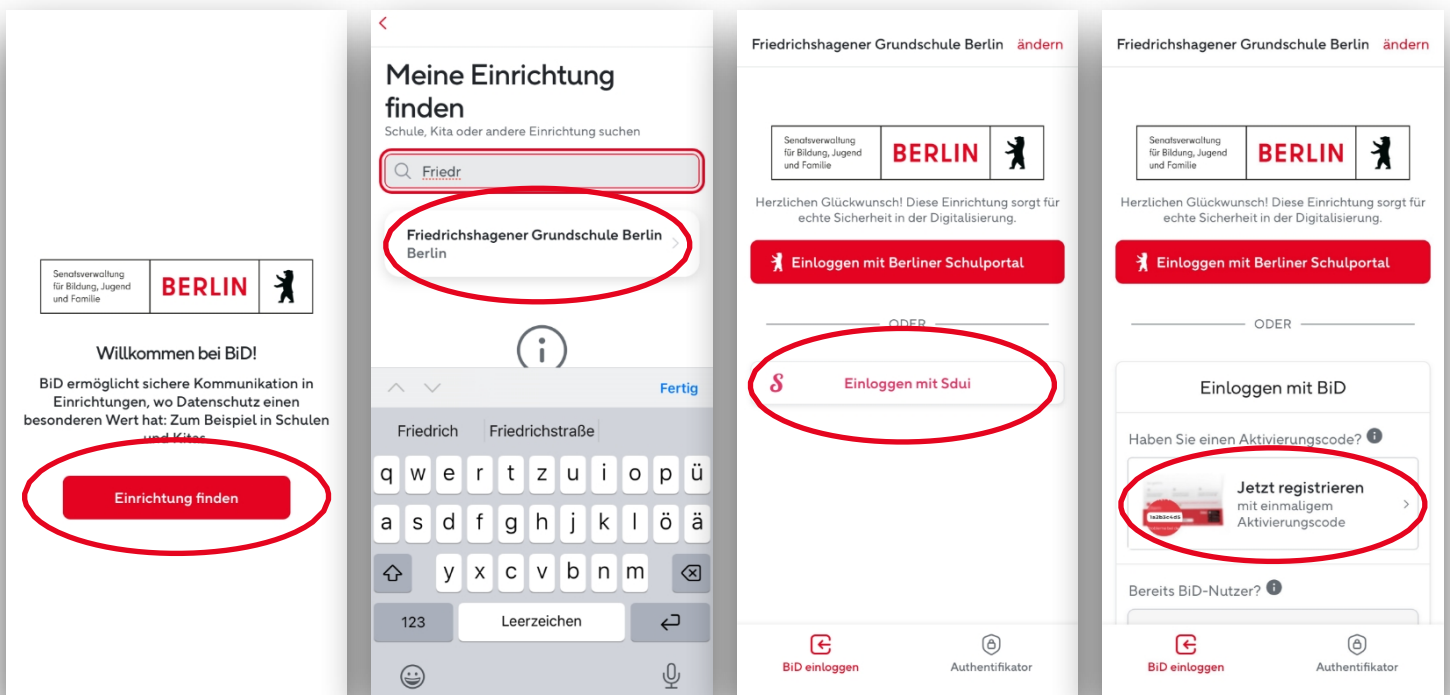 Senatsverwaltung
für Bildung, Jugend
und Familie
BERLIN
Willkommen bei BiD!
BiD ermöglicht sichere Kommunikation in
Einrichtungen, wo Datenschutz einen
besonderen Wert hat: Zum Beispiel in Schulen
und Kitas
Einrichtung finden
Meine Einrichtung
finden
Schule, Kita oder andere Einrichtung suchen
Friedr
Friedrichshagener Grundschule Berlin
Berlin
Fertig
Friedrich Friedrichstraße
q w e r t z u i o p ü
a s d f g h j k l ö ä
y x c v b n m
123 Leerzeichen
Friedrichshagener Grundschule Berlin ändern
Senatsverwaltung
für Bildung, Jugend
und Familie
BERLIN
Herzlichen Glückwunsch! Diese Einrichtung sorgt für
echte Sicherheit in der Digitalisierung.
Einloggen mit Berliner Schulportal
ODER
S Einloggen mit Sdui
BiD einloggen Authentifikator
Friedrichshagener Grundschule Berlin ändern
Senatsverwaltung
für Bildung, Jugend
und Familie
BERLIN
Herzlichen Glückwunsch! Diese Einrichtung sorgt für
echte Sicherheit in der Digitalisierung.
Einloggen mit Berliner Schulportal
ODER
Einloggen mit BiD
Haben Sie einen Aktivierungscode?
1a2b3c4d5
Jetzt registrieren
mit einmaligem
Aktivierungscode
Bereits BiD-Nutzer?
BiD einloggen Authentifikator